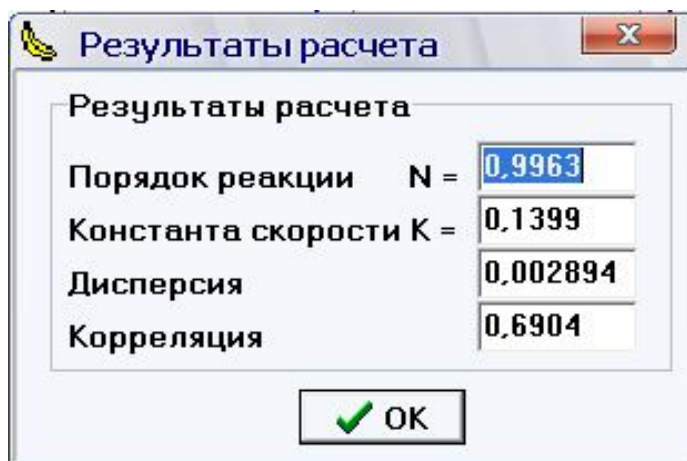 Результаты расчета
Результаты расчета
Порядок реакции N = 0,9963
Константа скорости K = 0,1399
Дисперсия 0,002894
Корреляция 0,6904
OK